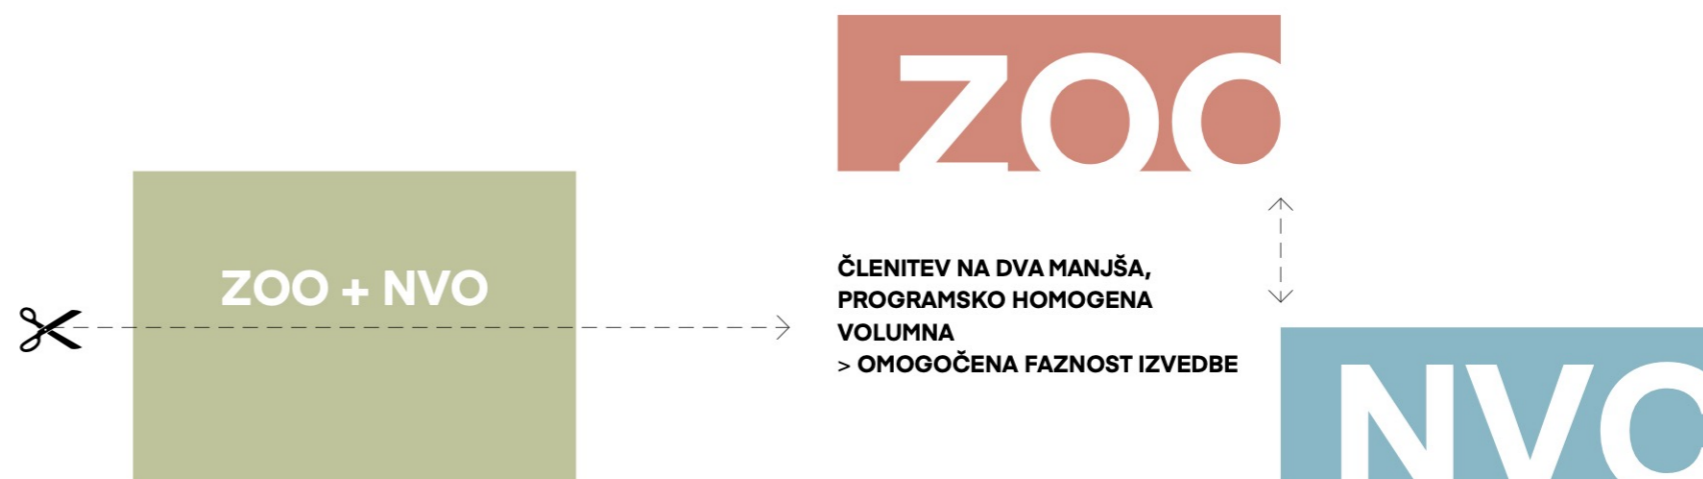 ZOO + NVO
ZOO
ČLENITEV NA DVA MANJŠA,
PROGRAMSKO HOMOGENA
VOLUMNA
> OMOGOČENA FAZNOST IZVEDBE
NVO